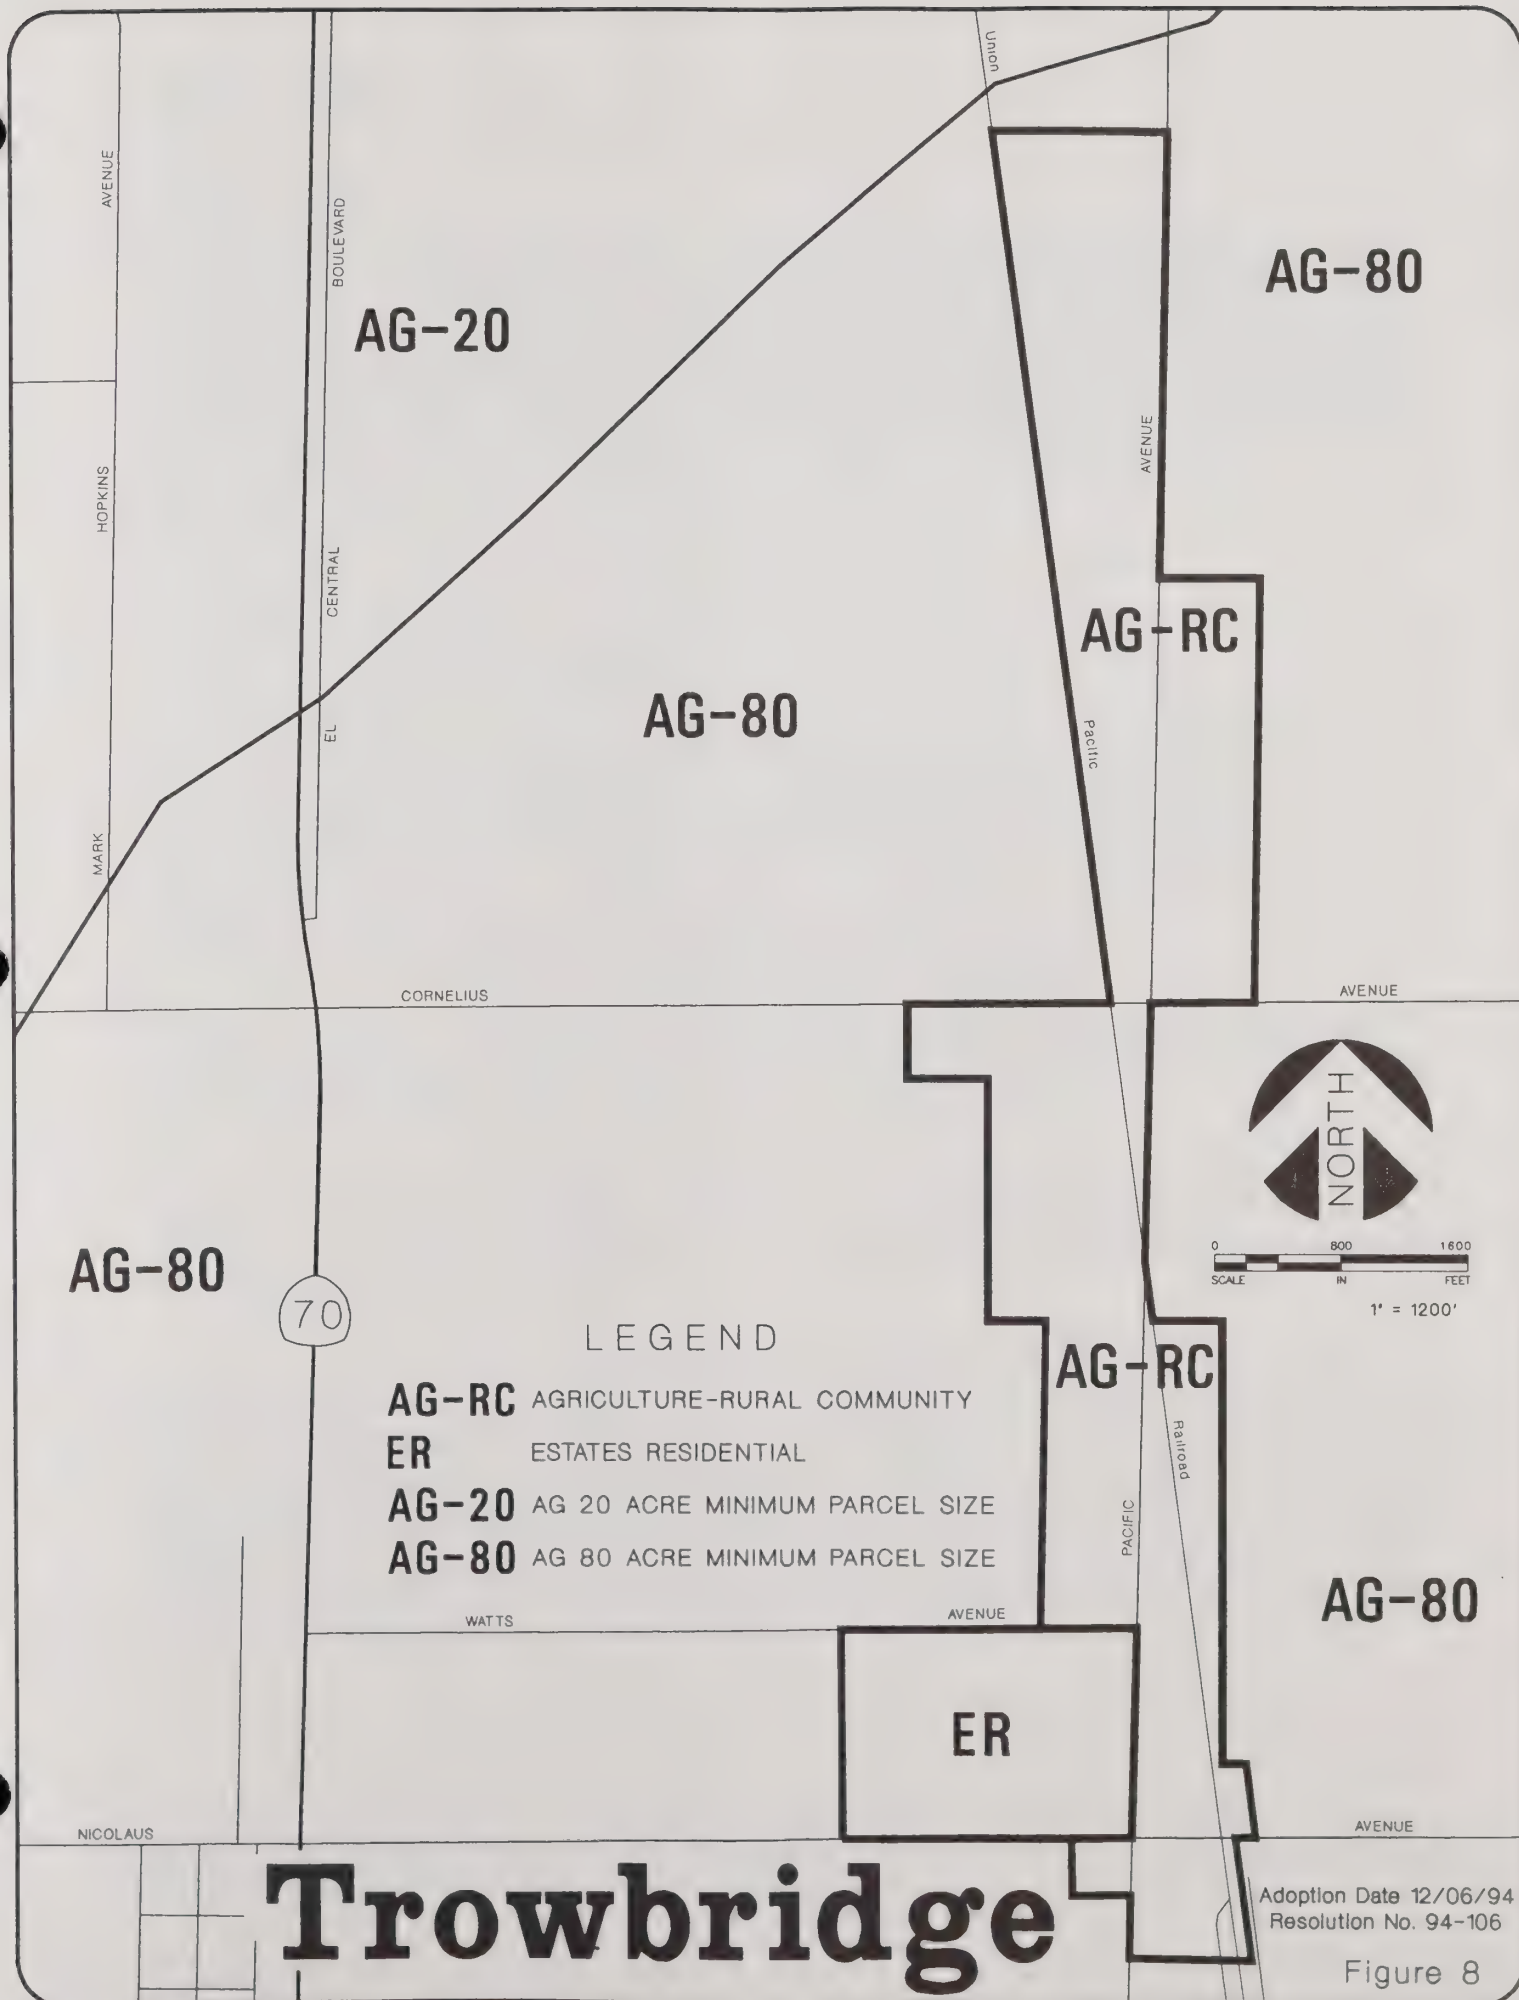 Union
AVENUE
BOULEVARD
AG-80
AG-20
AVENUE
HOPKINS
CENTRAL
AG-RC
AG-80
EL
Pacific
MARK
CORNELIUS
AVENUE
NORTH
0 800 1600
SCALE IN FEET
1" = 1200'
AG-80
70
LEGEND
AG-RC AGRICULTURE-RURAL COMMUNITY
ER ESTATES RESIDENTIAL
AG-20 AG 20 ACRE MINIMUM PARCEL SIZE
AG-80 AG 80 ACRE MINIMUM PARCEL SIZE
AG-RC
Railroad
PACIFIC
AG-80
WATTS
AVENUE
ER
NICOLAUS
AVENUE
Trowbridge
Adoption Date 12/06/94
Resolution No. 94-106
Figure 8